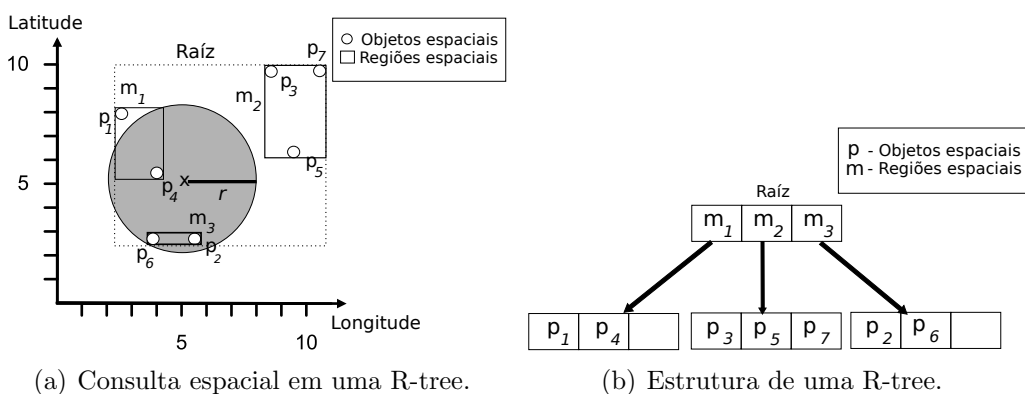 Latitude
Raíz
p7
Objetos espaciais
Regiões espaciais
10
m1
p3
m2
p1
p5
5
p4
x
r
m3
p6
p2
Longitude
5
10
(a) Consulta espacial em uma R-tree.
p - Objetos espaciais
m - Regiões espaciais
Raíz
m1 m2 m3
p1 p4
p3 p5 p7
p2 p6
(b) Estrutura de uma R-tree.